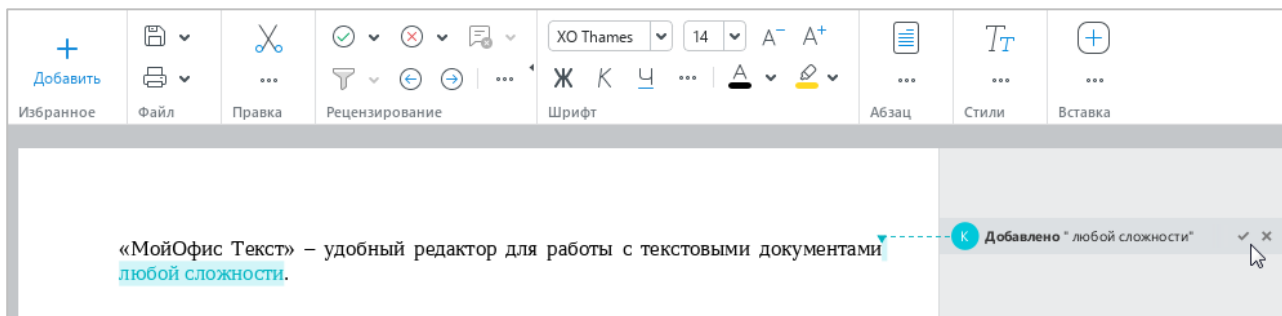 XO Thames 14 A⁻ A⁺ Тт
Добавить Ж К Ч А
Избранное Файл Правка Рецензирование Шрифт Абзац Стили Вставка
«МойОфис Текст» – удобный редактор для работы с текстовыми документами
любой сложности.
К Добавлено " любой сложности"